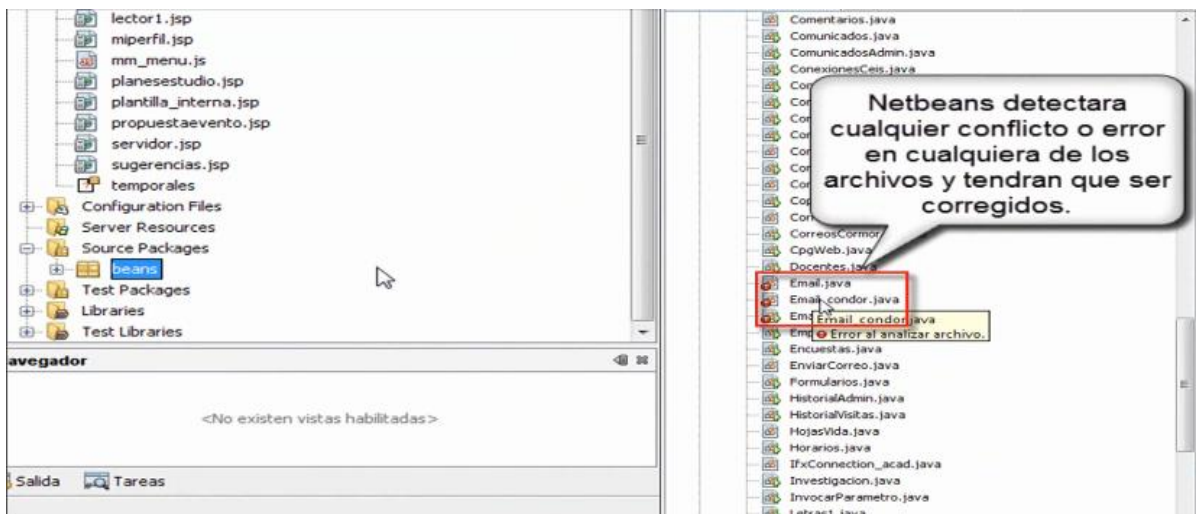 lector1.jsp
miperfil.jsp
mm_menu.js
planesestudio.jsp
plantilla_interna.jsp
propuestaevento.jsp
servidor.jsp
sugerencias.jsp
temporales
Configuration Files
Server Resources
Source Packages
beans
Test Packages
Libraries
Test Libraries
avegador
<No existen vistas habilitadas>
Salida
Tareas
Comentarios.java
Comunicados.java
ComunicadosAdmin.java
ConexionesCeis.java
Netbeans detectara
cualquier conflicto o error
en cualquiera de los
archivos y tendran que ser
corregidos.
CorreosCormor
CpgWeb.java
Docentes.java
Email.java
Email_condor.java
Email_condor.java
Error al analizar archivo.
Encuestas.java
EnviarCorreo.java
Formularios.java
HistorialAdmin.java
HistorialVisitas.java
HojasVida.java
Horarios.java
IfxConnection_acad.java
Investigacion.java
InvocarParametro.java
Letras1.java